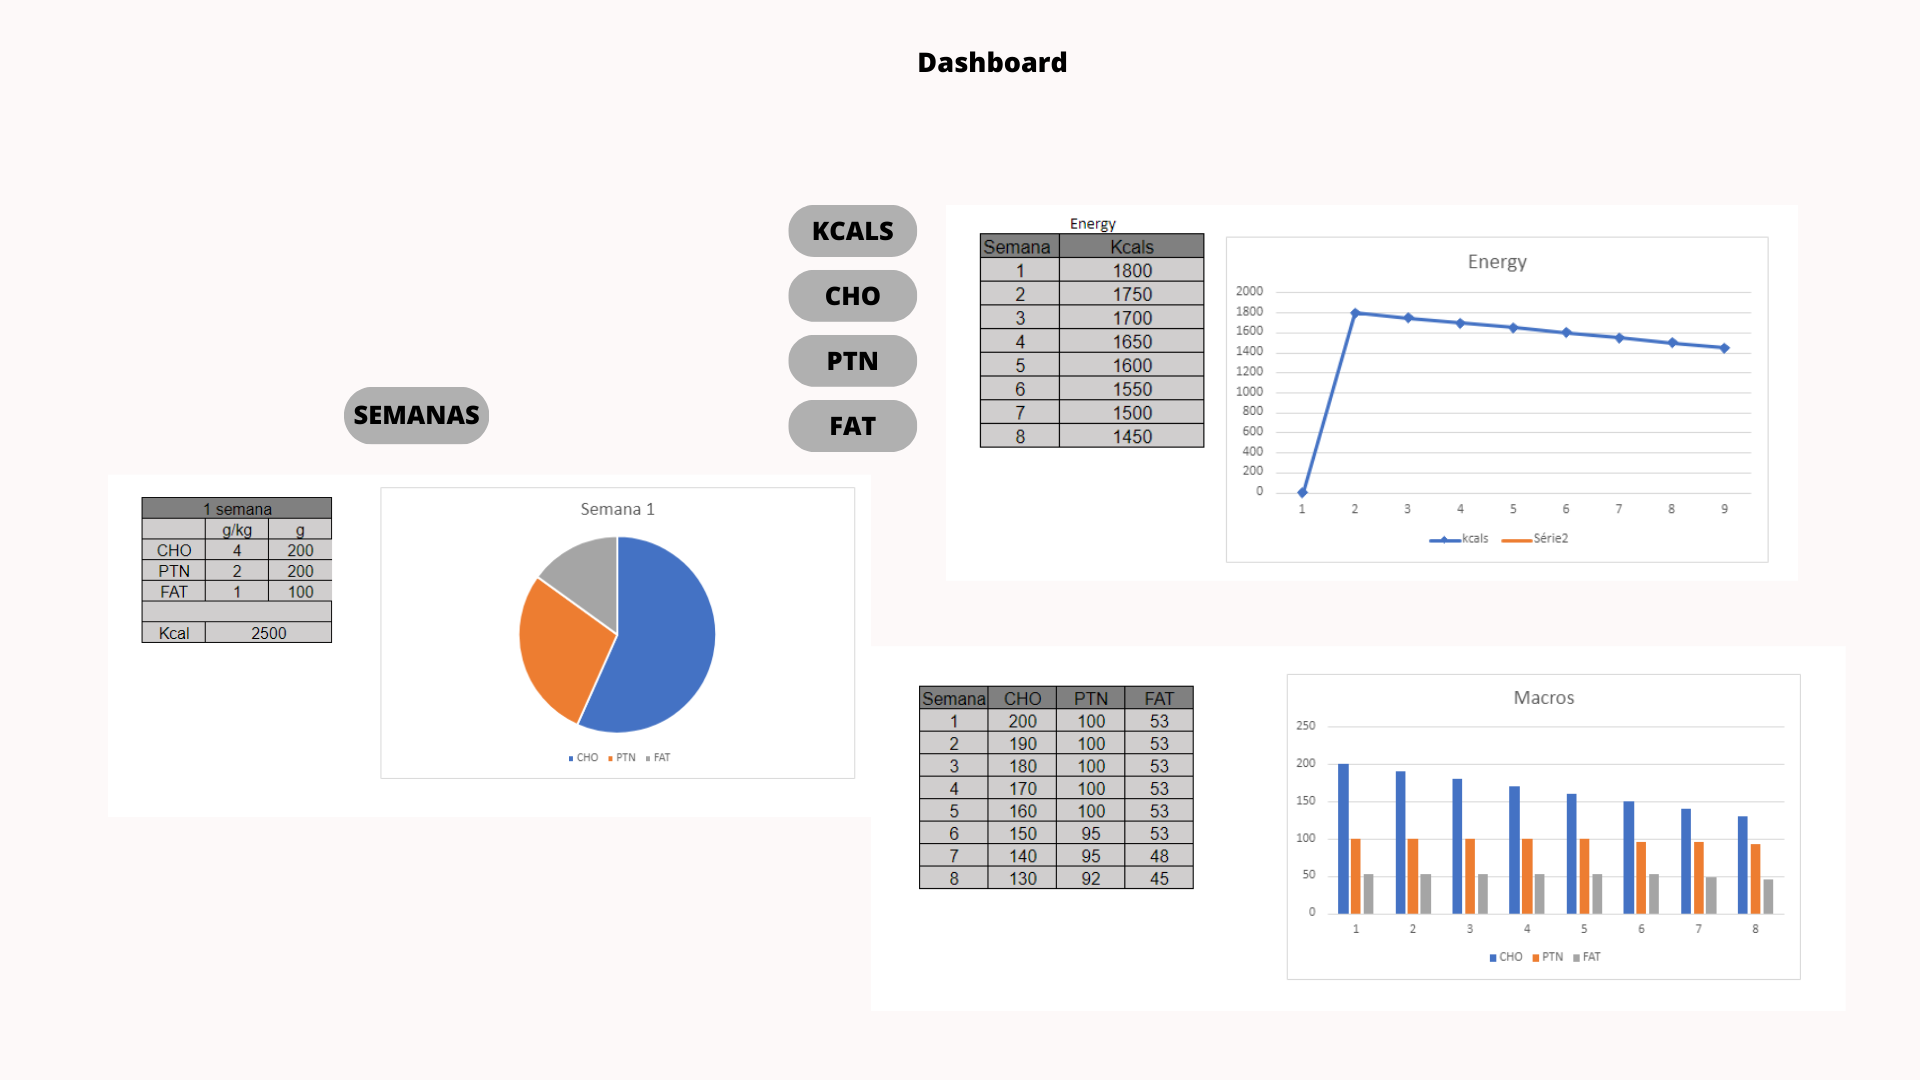 Dashboard
KCALS
CHO
PTN
FAT
SEMANAS
Energy
Semana Kcals
1 1800
2 1750
3 1700
4 1650
5 1600
6 1550
7 1500
8 1450
Energy
2000
1800
1600
1400
1200
1000
800
600
400
200
0
1 2 3 4 5 6 7 8 9
kcals Série2
1 semana
g/kg g
CHO 4 200
PTN 2 200
FAT 1 100
Kcal 2500
Semana 1
CHO PTN FAT
Semana CHO PTN FAT
1 200 100 53
2 190 100 53
3 180 100 53
4 170 100 53
5 160 100 53
6 150 95 53
7 140 95 48
8 130 92 45
Macros
250
200
150
100
50
0
1 2 3 4 5 6 7 8
CHO PTN FAT